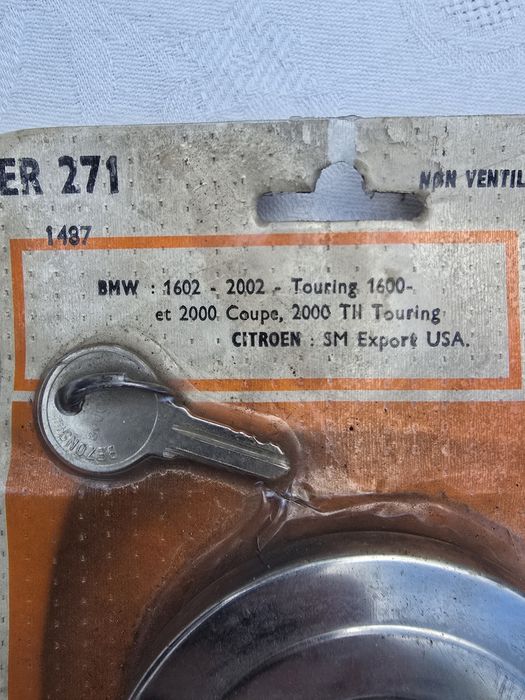 ER 271
NON VENTIL
1487
BMW : 1602 - 2002 - Touring 1600-
et 2000 Coupe, 2000 TII Touring
CITROEN : SM Export USA.